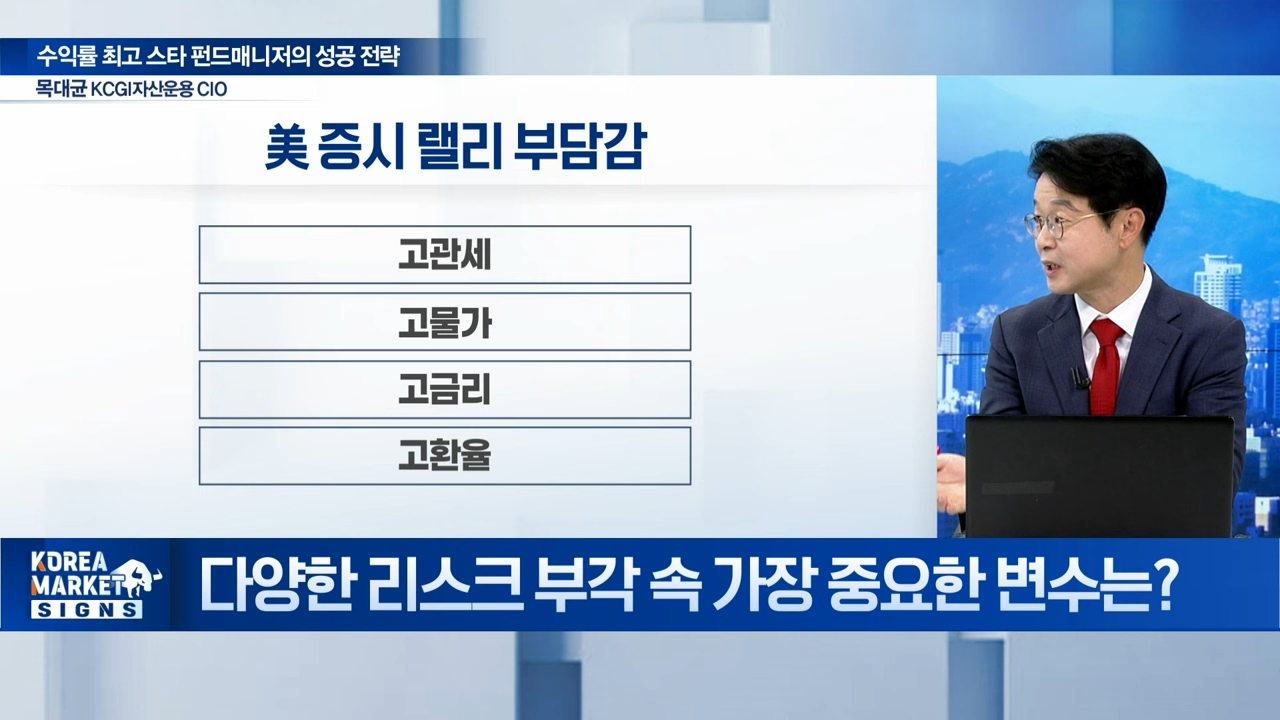 수익률 최고 스타 펀드매니저의 성공 전략
목대균 KCGI자산운용 CIO
美 증시 랠리 부담감
고관세
고물가
고금리
고환율
KOREA
MARKET
SIGNS
다양한 리스크 부각 속 가장 중요한 변수는?